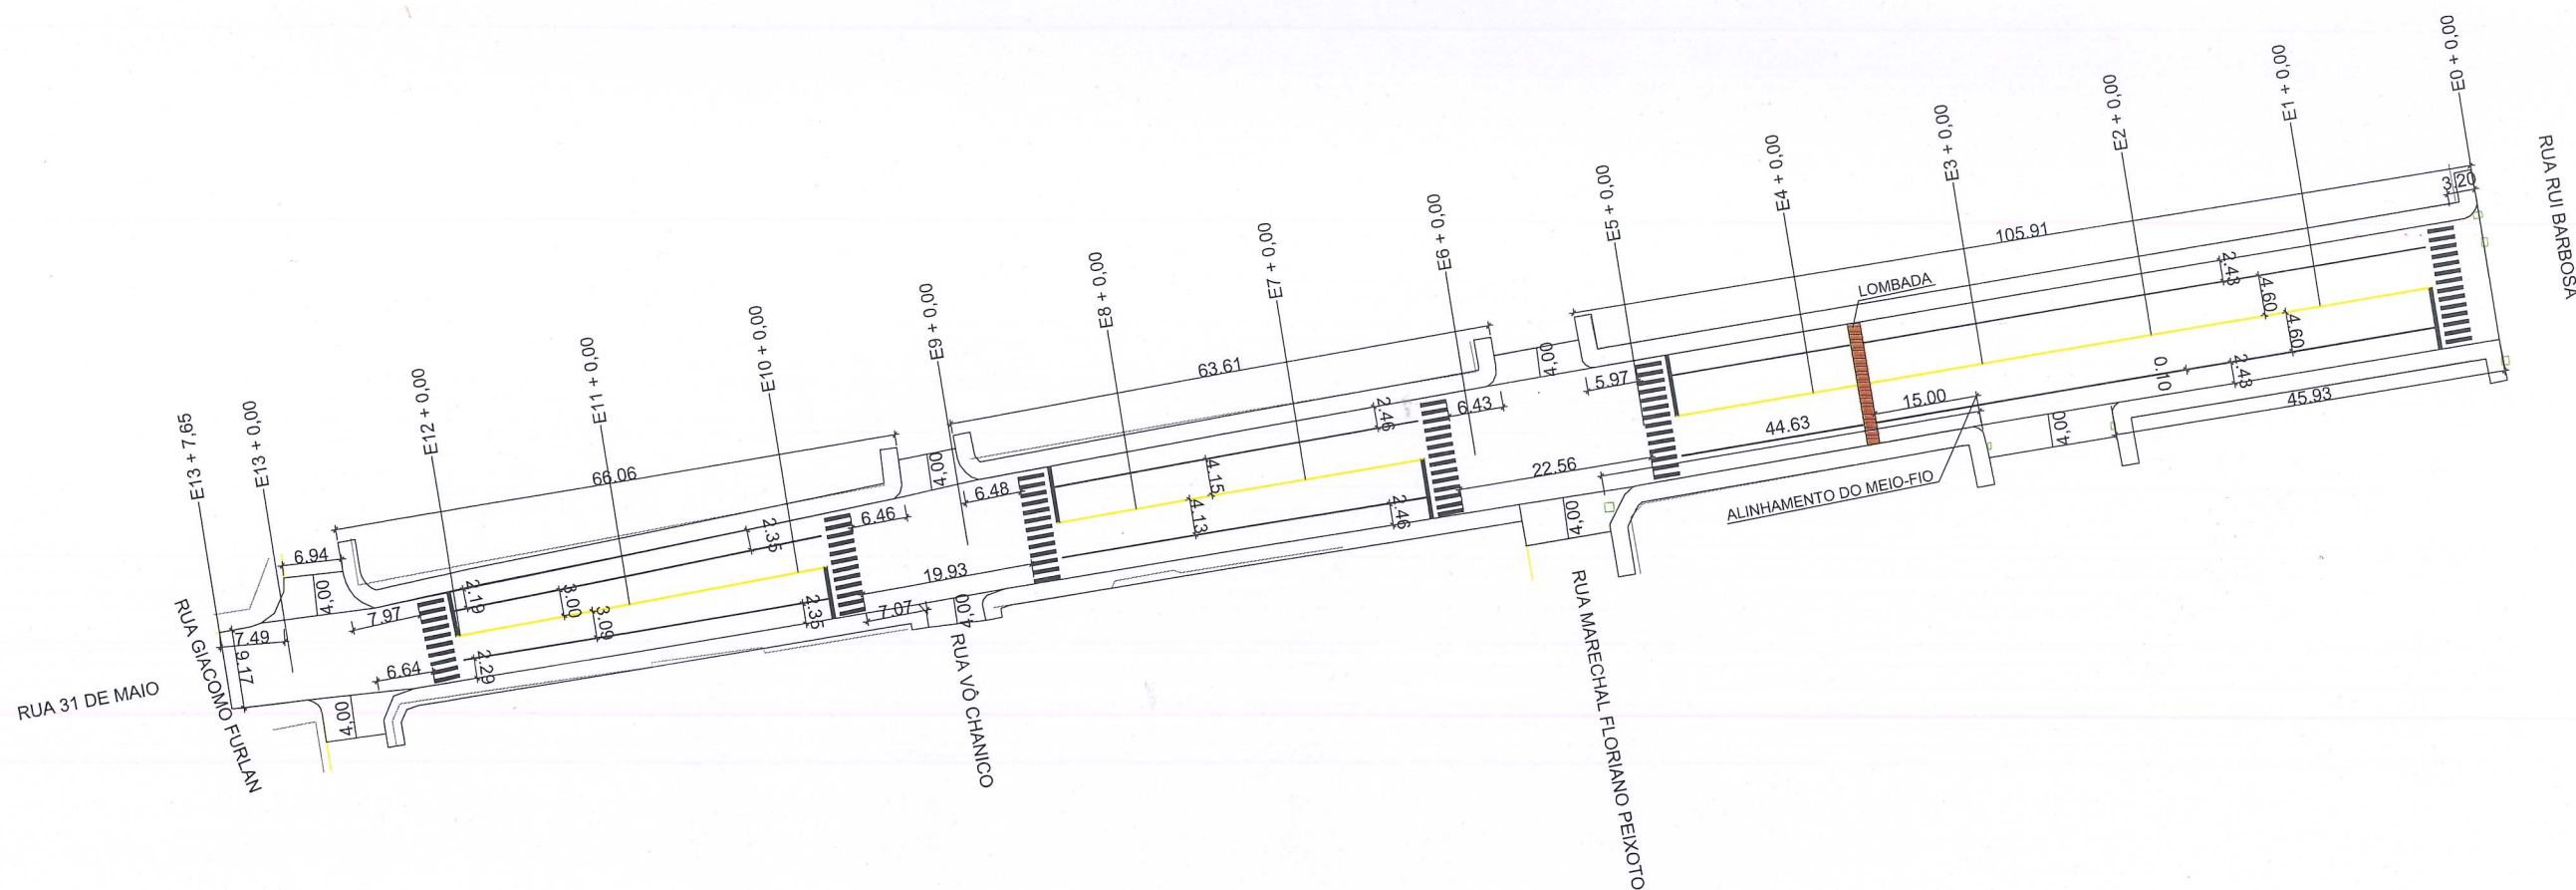 E13 + 7,65
E13 + 0,00
E12 + 0,00
E11 + 0,00
E10 + 0,00
E9 + 0,00
E8 + 0,00
E7 + 0,00
E6 + 0,00
E5 + 0,00
E4 + 0,00
E3 + 0,00
E2 + 0,00
E1 + 0,00
E0 + 0,00
RUA RUI BARBOSA
3.20
105.91
LOMBADA
2.43
4.60
4.60
2.43
0.10
45.93
15.00
44.63
4,00
ALINHAMENTO DO MEIO-FIO
5.97
4,00
22.56
4,00
RUA MARECHAL FLORIANO PEIXOTO
63.61
6.43
2.46
4.15
4.13
2.46
6.48
4,00
19.93
7.07
4,00
RUA VÔ CHANICO
66.06
6.46
2.35
2.35
3.00
3.09
2.19
2.29
6.94
4,00
7.97
6.64
4,00
7.49
9.17
RUA GIACOMO FURLAN
RUA 31 DE MAIO